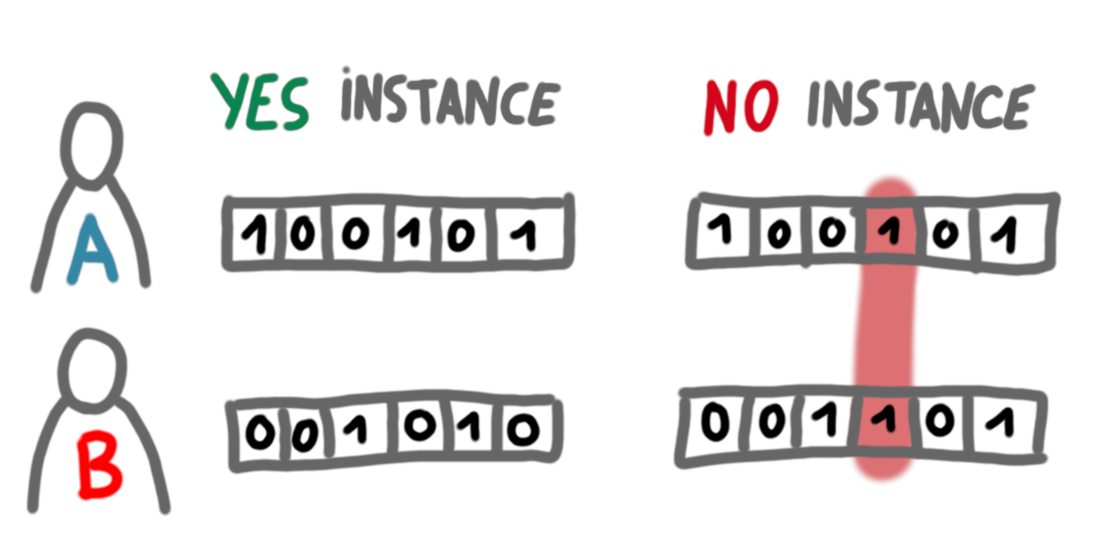 YES iNSTANCE
NO INSTANCE
A
1 0 0 1 0 1
1 0 0 1 0 1
B
0 0 1 0 1 0
0 0 1 1 0 1